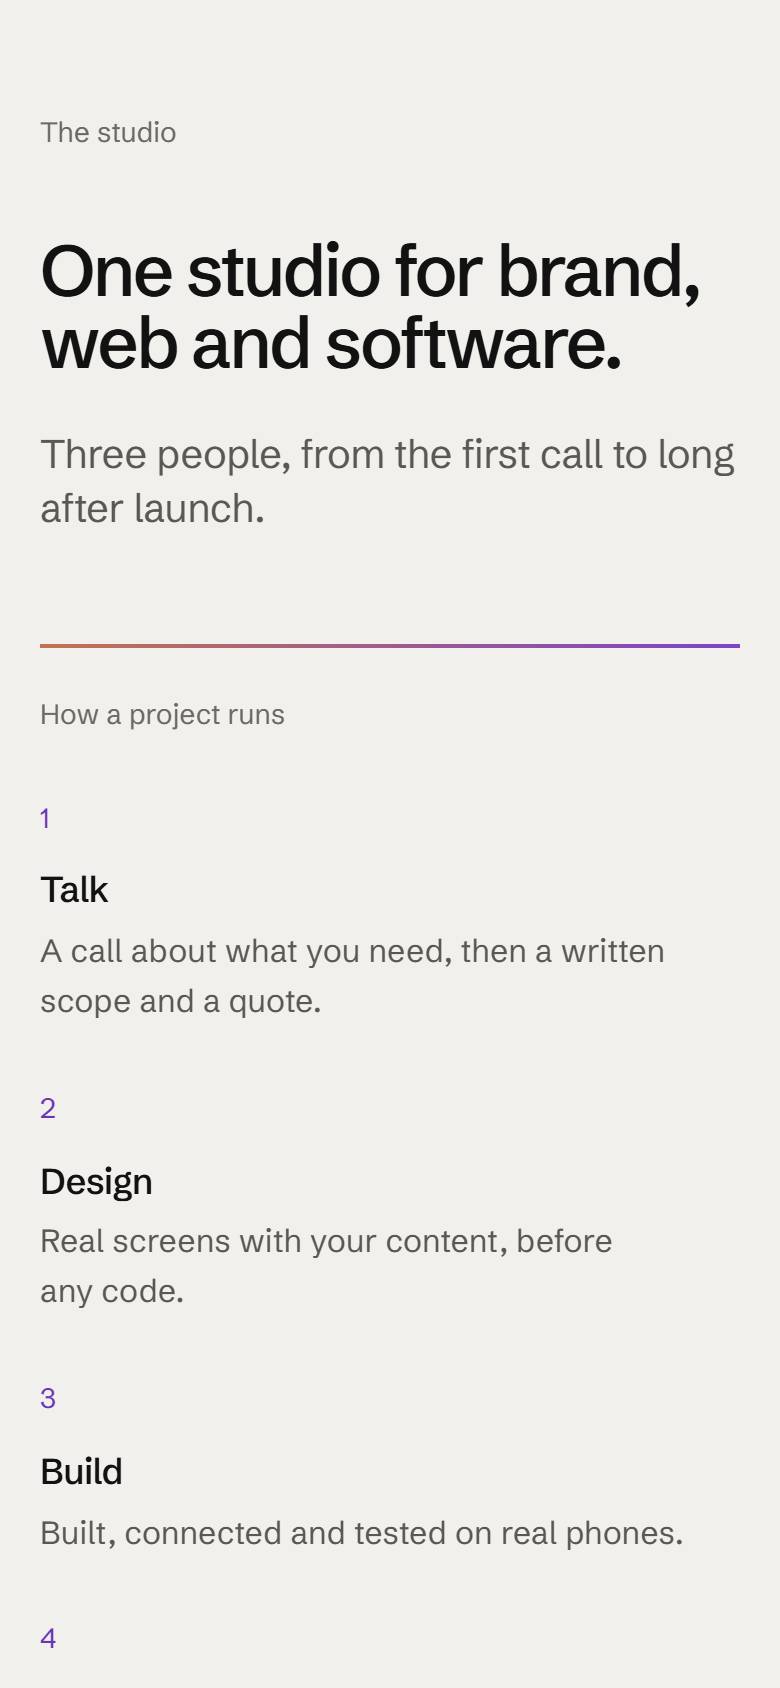 The studio
One studio for brand,
web and software.
Three people, from the first call to long
after launch.
How a project runs
1
Talk
A call about what you need, then a written
scope and a quote.
2
Design
Real screens with your content, before
any code.
3
Build
Built, connected and tested on real phones.
4